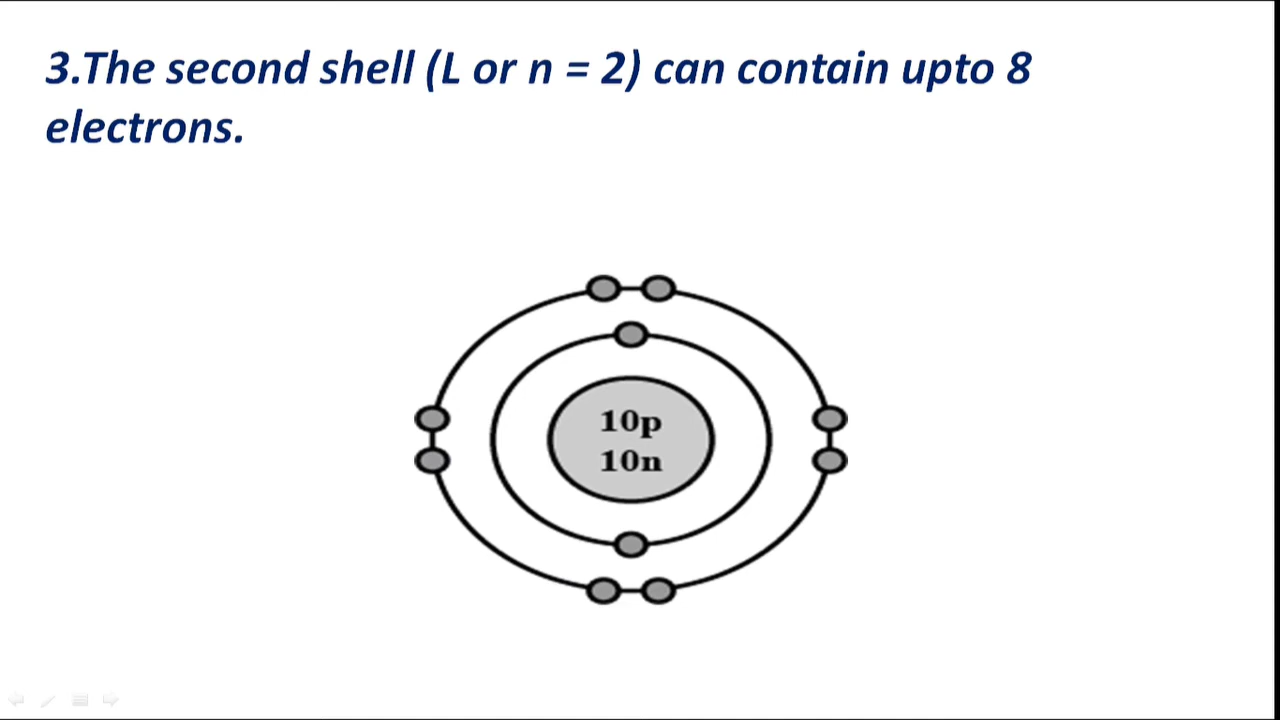 3.The second shell (L or n = 2) can contain upto 8
electrons.
10p
10n